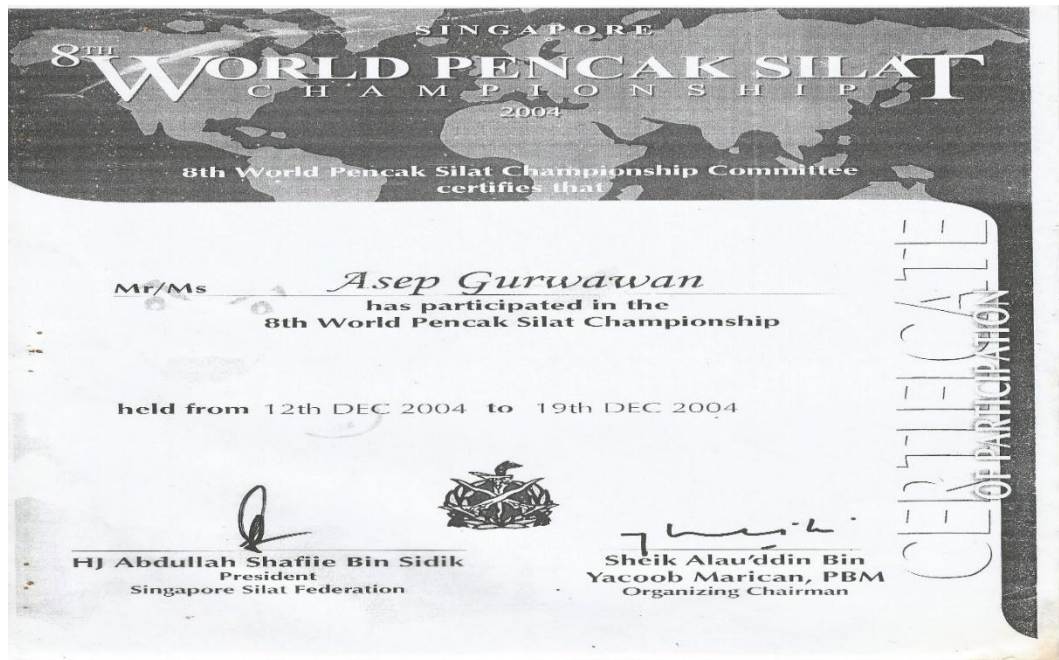 SINGAPORE
8TH WORLD PENCAK SILAT
CHAMPIONSHIP
2004
8th World Pencak Silat Championship Committee
certifies that
Mr/Ms Asep Gurwawan
has participated in the
8th World Pencak Silat Championship
held from 12th DEC 2004 to 19th DEC 2004
HJ Abdullah Shafiie Bin Sidik
President
Singapore Silat Federation
Sheik Alau'ddin Bin
Yacoob Marican, PBM
Organizing Chairman
CERTIFICATE
OF PARTICIPATION